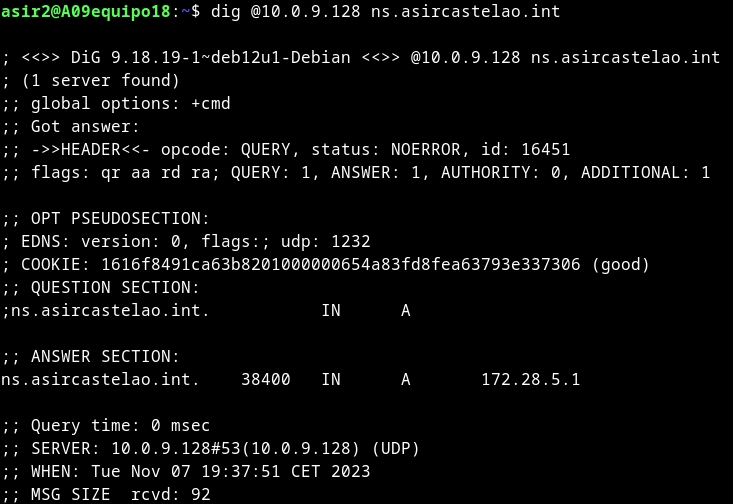 asir2@A09equipo18:~$ dig @10.0.9.128 ns.asircastelao.int
; <<>> DiG 9.18.19-1~deb12u1-Debian <<>> @10.0.9.128 ns.asircastelao.int
; (1 server found)
;; global options: +cmd
;; Got answer:
;; ->>HEADER<<- opcode: QUERY, status: NOERROR, id: 16451
;; flags: qr aa rd ra; QUERY: 1, ANSWER: 1, AUTHORITY: 0, ADDITIONAL: 1
;; OPT PSEUDOSECTION:
; EDNS: version: 0, flags:; udp: 1232
; COOKIE: 1616f8491ca63b8201000000654a83fd8fea63793e337306 (good)
;; QUESTION SECTION:
;ns.asircastelao.int. IN A
;; ANSWER SECTION:
ns.asircastelao.int. 38400 IN A 172.28.5.1
;; Query time: 0 msec
;; SERVER: 10.0.9.128#53(10.0.9.128) (UDP)
;; WHEN: Tue Nov 07 19:37:51 CET 2023
;; MSG SIZE rcvd: 92